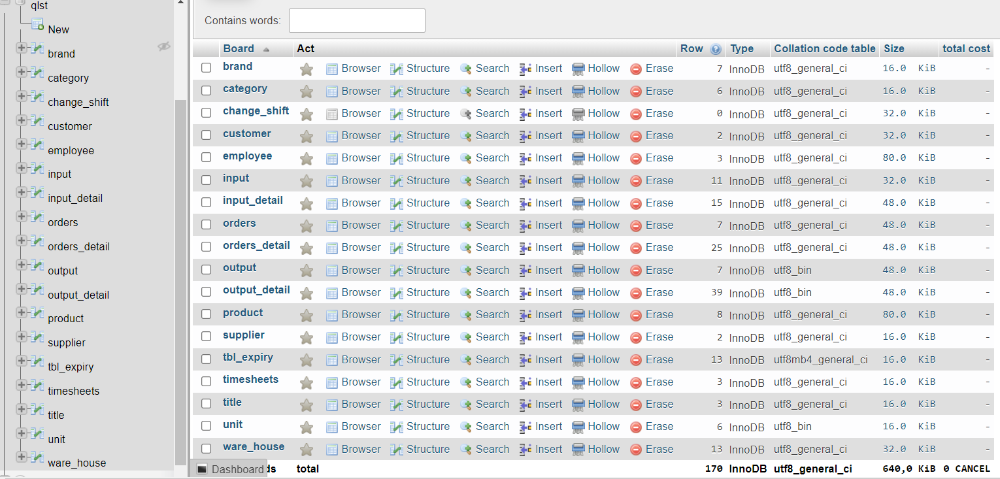 qlst
New
brand
category
change_shift
customer
employee
input
input_detail
orders
orders_detail
output
output_detail
product
supplier
tbl_expiry
timesheets
title
unit
ware_house
Contains words:
Board Act Row Type Collation code table Size total cost
brand Browser Structure Search Insert Hollow Erase 7 InnoDB utf8_general_ci 16.0 KiB -
category Browser Structure Search Insert Hollow Erase 6 InnoDB utf8_general_ci 16.0 KiB -
change_shift Browser Structure Search Insert Hollow Erase 0 InnoDB utf8_general_ci 32.0 KiB -
customer Browser Structure Search Insert Hollow Erase 2 InnoDB utf8_general_ci 32.0 KiB -
employee Browser Structure Search Insert Hollow Erase 3 InnoDB utf8_general_ci 80.0 KiB -
input Browser Structure Search Insert Hollow Erase 11 InnoDB utf8_general_ci 32.0 KiB -
input_detail Browser Structure Search Insert Hollow Erase 15 InnoDB utf8_general_ci 48.0 KiB -
orders Browser Structure Search Insert Hollow Erase 7 InnoDB utf8_general_ci 48.0 KiB -
orders_detail Browser Structure Search Insert Hollow Erase 25 InnoDB utf8_general_ci 48.0 KiB -
output Browser Structure Search Insert Hollow Erase 7 InnoDB utf8_bin 48.0 KiB -
output_detail Browser Structure Search Insert Hollow Erase 39 InnoDB utf8_bin 48.0 KiB -
product Browser Structure Search Insert Hollow Erase 8 InnoDB utf8_general_ci 80.0 KiB -
supplier Browser Structure Search Insert Hollow Erase 2 InnoDB utf8_general_ci 16.0 KiB -
tbl_expiry Browser Structure Search Insert Hollow Erase 13 InnoDB utf8mb4_general_ci 16.0 KiB -
timesheets Browser Structure Search Insert Hollow Erase 3 InnoDB utf8_general_ci 16.0 KiB -
title Browser Structure Search Insert Hollow Erase 3 InnoDB utf8_general_ci 16.0 KiB -
unit Browser Structure Search Insert Hollow Erase 6 InnoDB utf8_bin 16.0 KiB -
ware_house Browser Structure Search Insert Hollow Erase 13 InnoDB utf8_general_ci 32.0 KiB -
Dashboard ds total 170 InnoDB utf8_general_ci 640,0 KiB 0 CANCEL